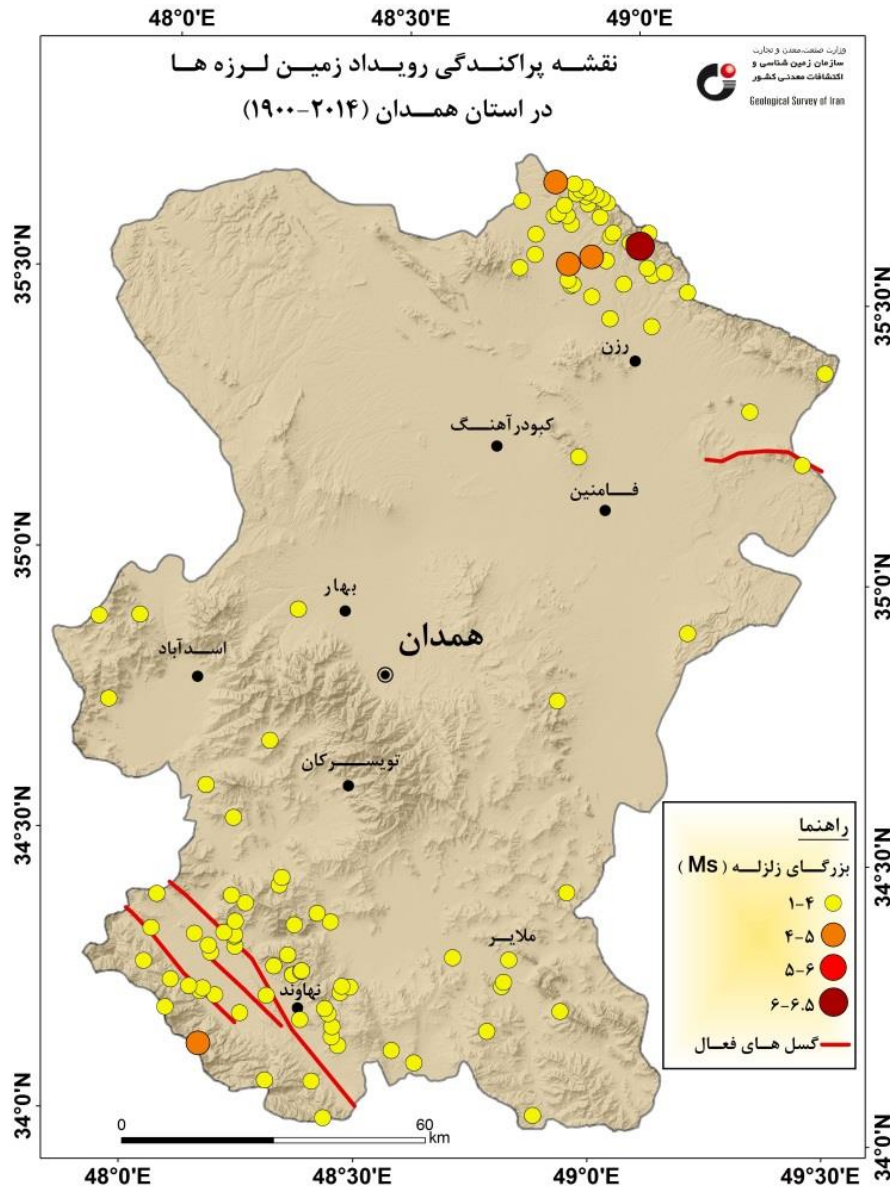 48°0'E 48°30'E 49°0'E
نقشه پراکندگی رویداد زمین لرزه ها
در استان همدان (۱۹۰۰-۲۰۱۴)
وزارت صنعت، معدن و تجارت
سازمان زمین شناسی و
اکتشافات معدنی کشور
Geological Survey of Iran
35°30'N
35°30'N
رزن
کبودرآهنگ
فامنین
35°0'N
35°0'N
بهار
همدان
اسدآباد
تویسرکان
34°30'N
34°30'N
ملایر
نهاوند
راهنما
بزرگای زلزله (Ms)
۱-۴
۴-۵
۵-۶
۶-۶.۵
گسل های فعال
34°0'N
34°0'N
0 60
km
48°0'E 48°30'E 49°0'E 49°30'E